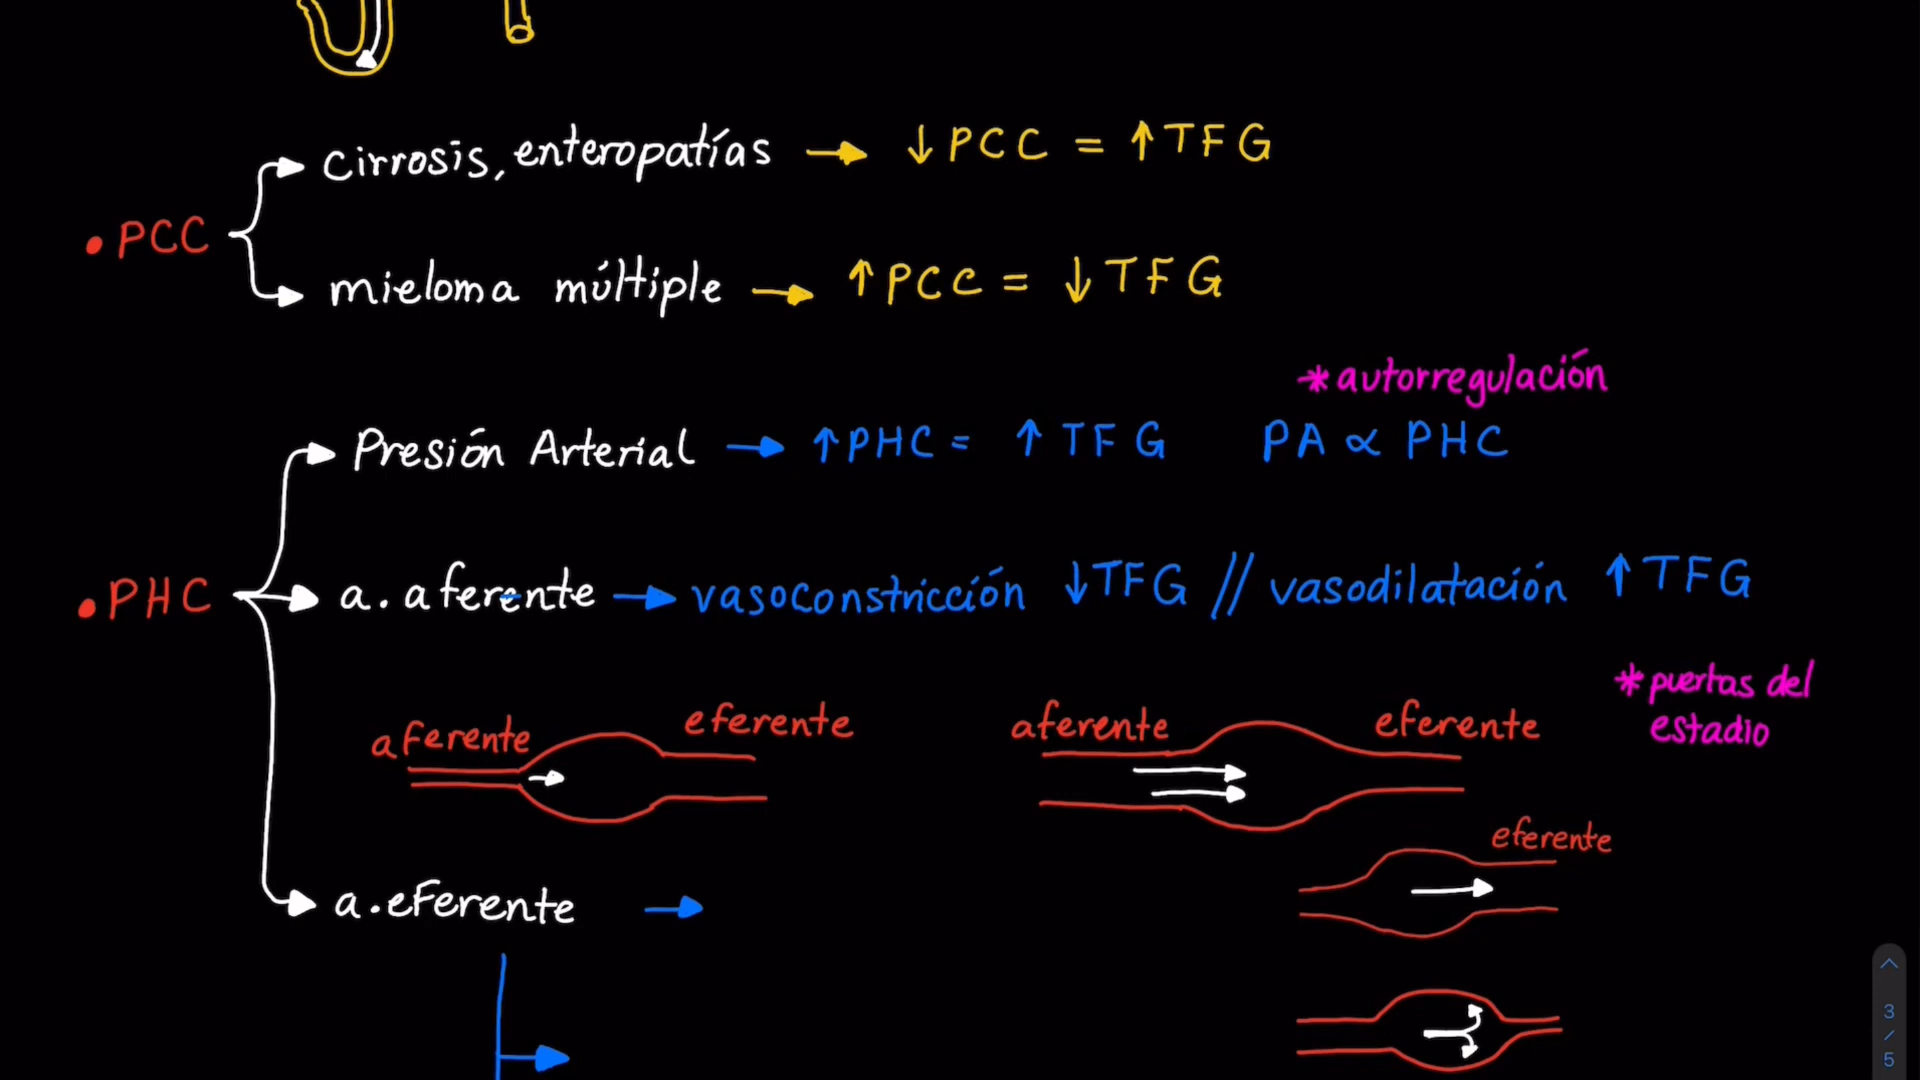 cirrosis, enteropatías → ↓ PCC = ↑ TFG
• PCC
mieloma múltiple → ↑ PCC = ↓ TFG
* autorregulación
Presión Arterial → ↑ PHC = ↑ TFG PA ∝ PHC
• PHC
a. aferente → vasoconstricción ↓ TFG // vasodilatación ↑ TFG
* puertas del
estadio
aferente eferente
aferente eferente
eferente
a. eferente →
3
/
5